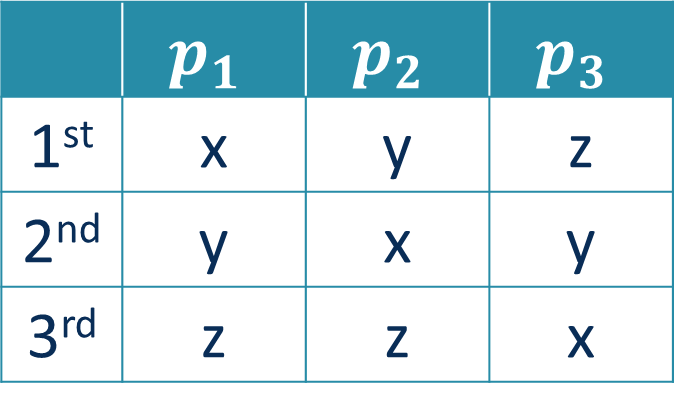 p₁ p₂ p₃
1ˢᵗ x y z
2ⁿᵈ y x y
3ʳᵈ z z x